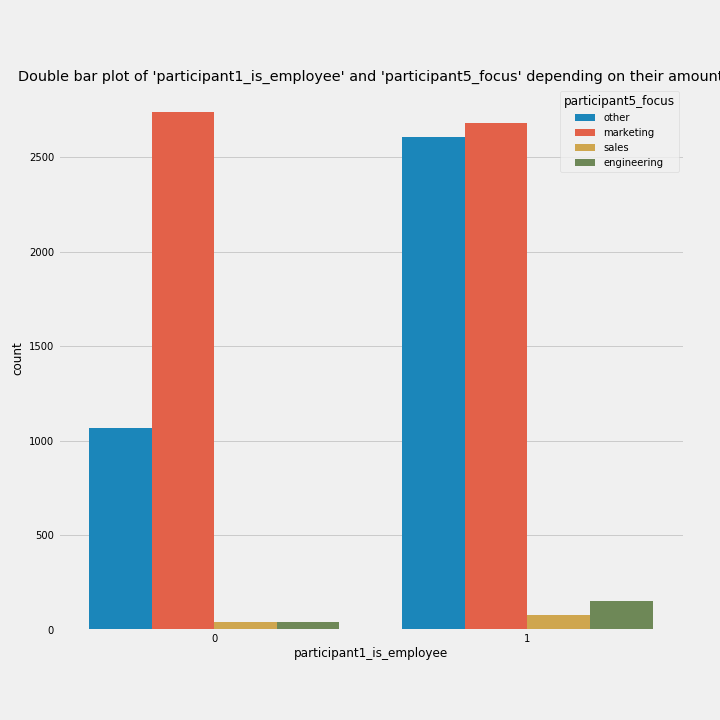 Double bar plot of 'participant1_is_employee' and 'participant5_focus' depending on their amount
participant5_focus
other
marketing
sales
engineering
2500
2000
1500
1000
500
0
count
0 1
participant1_is_employee